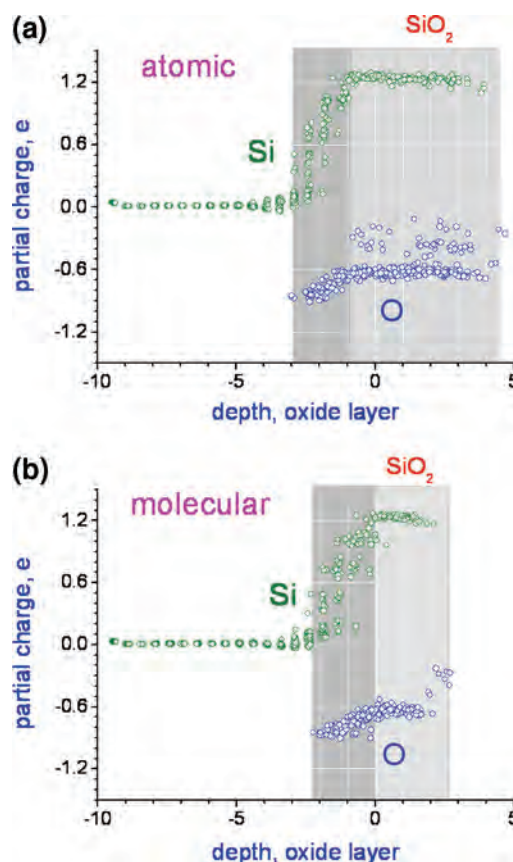 (a)
SiO₂
atomic
Si
O
partial charge, e
1.2
0.6
0.0
-0.6
-1.2
-10
-5
0
5
depth, oxide layer
(b)
SiO₂
molecular
Si
O
partial charge, e
1.2
0.6
0.0
-0.6
-1.2
-10
-5
0
5
depth, oxide layer